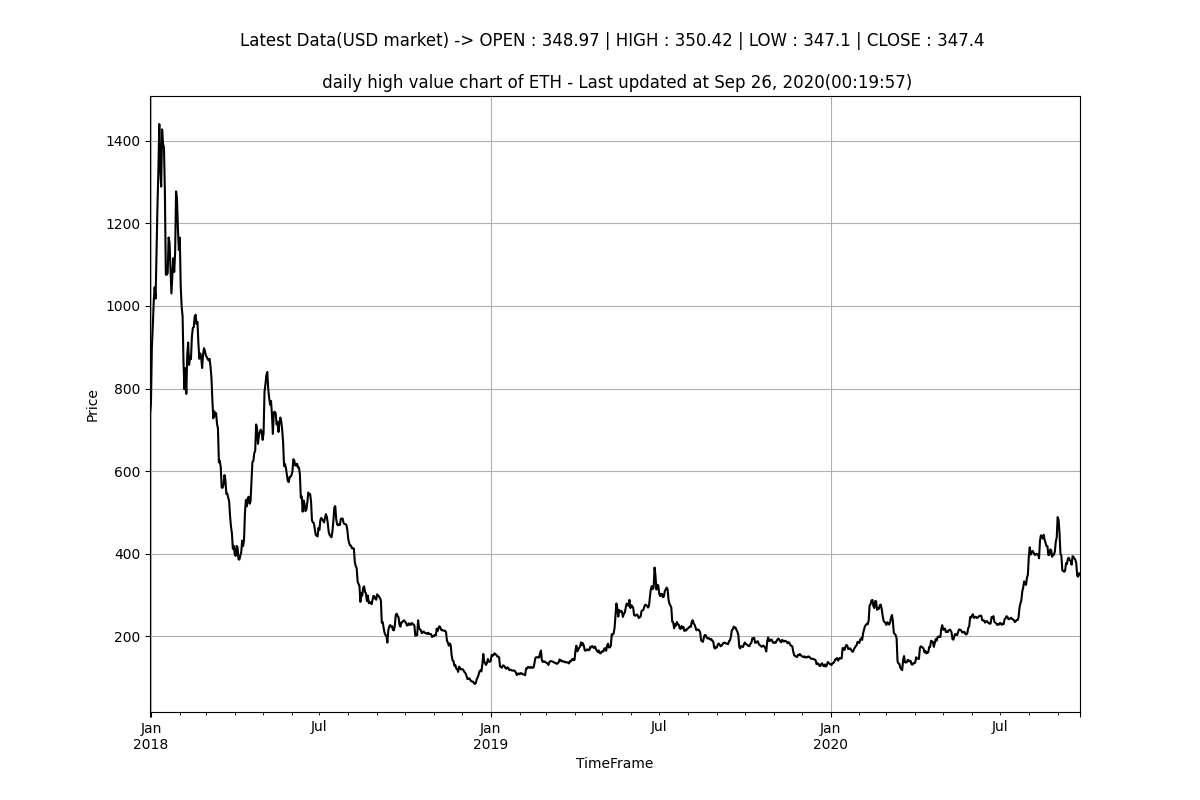 Latest Data(USD market) -> OPEN : 348.97 | HIGH : 350.42 | LOW : 347.1 | CLOSE : 347.4
daily high value chart of ETH - Last updated at Sep 26, 2020(00:19:57)
1400
1200
1000
800
600
400
200
Price
Jan Jul Jan Jul Jan Jul
2018 2019 2020
TimeFrame